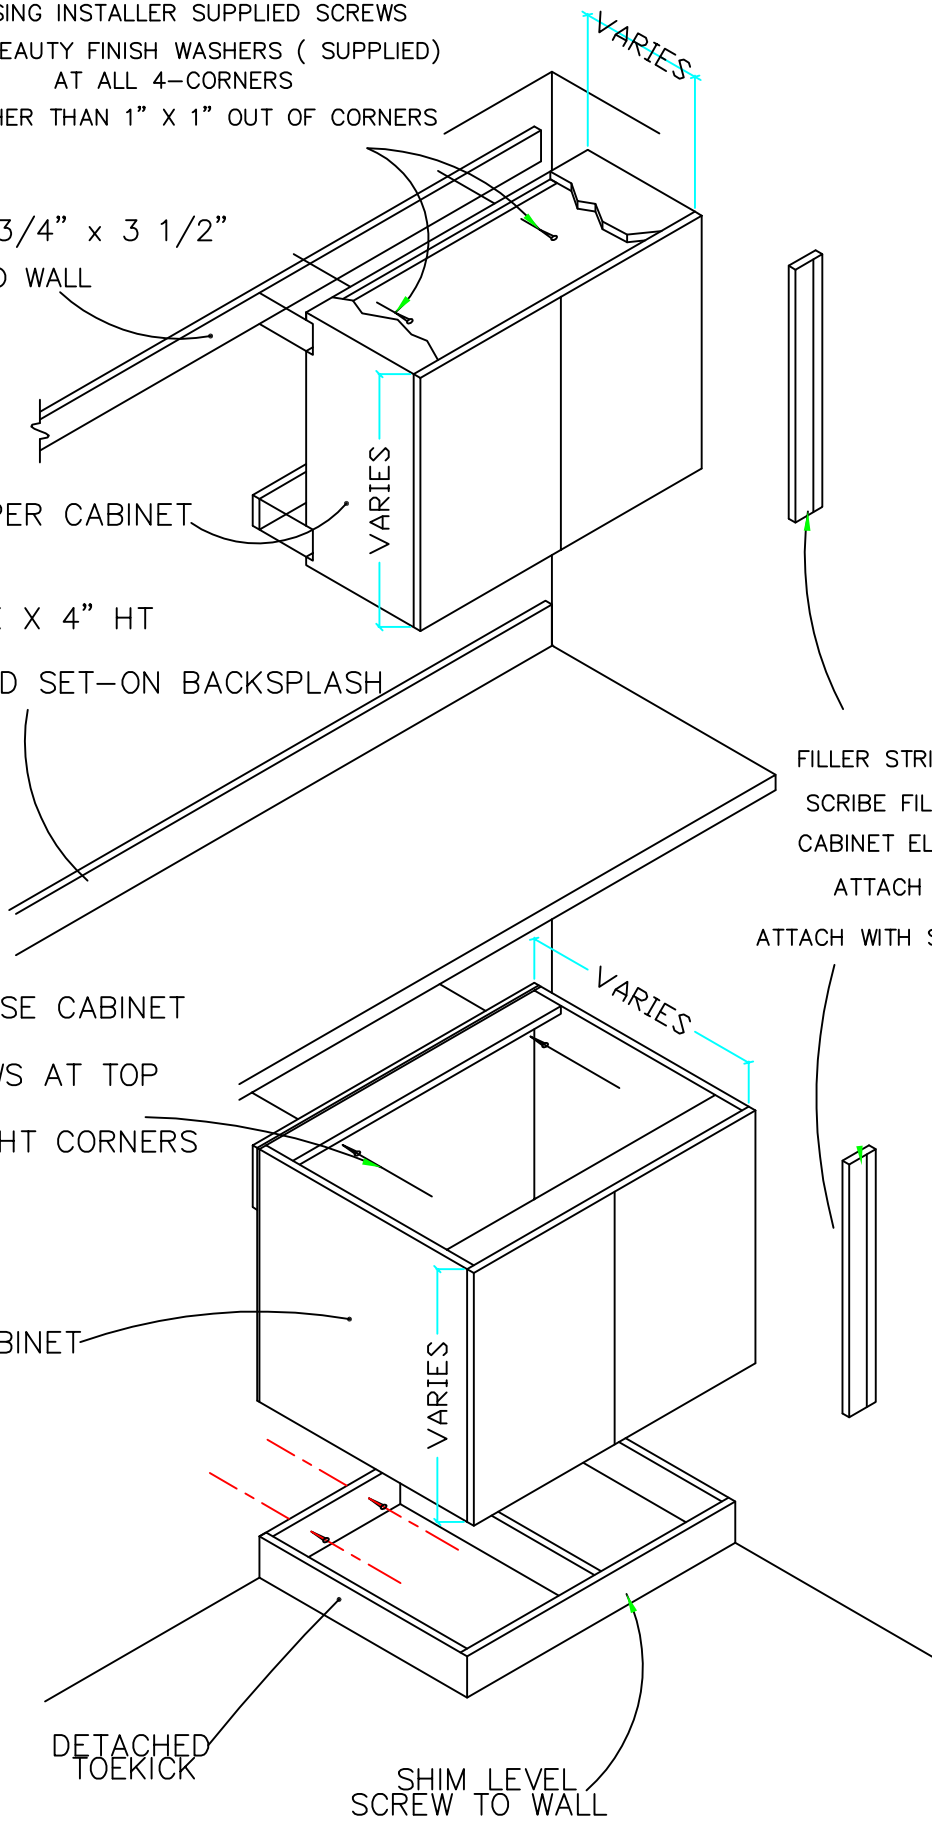 SING INSTALLER SUPPLIED SCREWS
EAUTY FINISH WASHERS ( SUPPLIED)
AT ALL 4-CORNERS
HER THAN 1" X 1" OUT OF CORNERS
VARIES
3/4" x 3 1/2"
O WALL
VARIES
PER CABINET
E X 4" HT
D SET-ON BACKSPLASH
FILLER STRI
SCRIBE FIL
CABINET EL
ATTACH
ATTACH WITH S
VARIES
SE CABINET
WS AT TOP
HT CORNERS
VARIES
BINET
DETACHED
TOEKICK
SHIM LEVEL
SCREW TO WALL